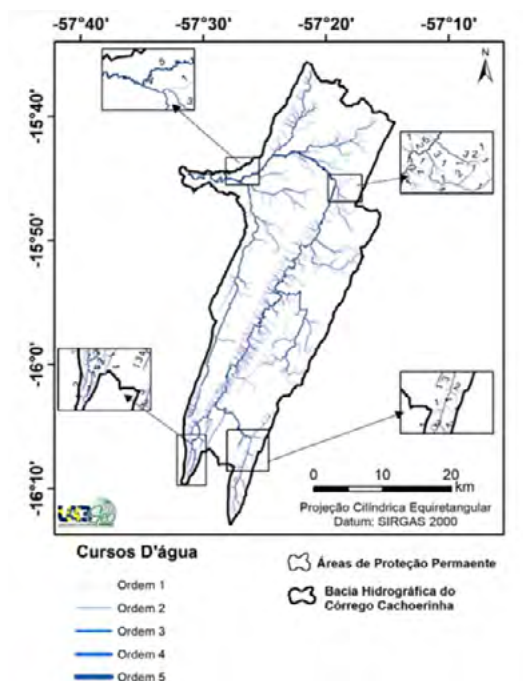 -57°40' -57°30' -57°20' -57°10'
N
-15°40'
-15°50'
-16°0'
-16°10'
0 10 20
km
Projeção Cilíndrica Equiretangular
Datum: SIRGAS 2000
Cursos D'água
Ordem 1
Ordem 2
Ordem 3
Ordem 4
Ordem 5
Áreas de Proteção Permaente
Bacia Hidrográfica do
Córrego Cachoerinha